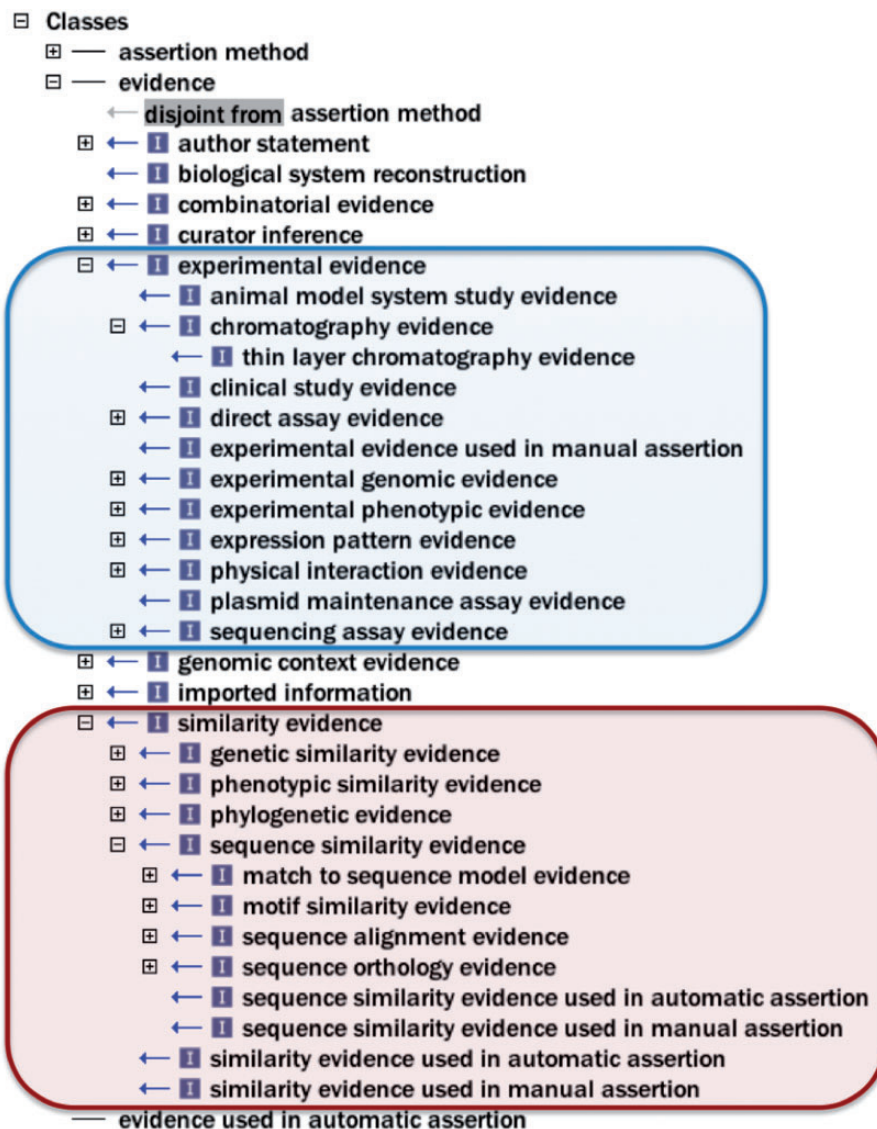 Classes
assertion method
evidence
disjoint from assertion method
I author statement
I biological system reconstruction
I combinatorial evidence
I curator inference
I experimental evidence
I animal model system study evidence
I chromatography evidence
I thin layer chromatography evidence
I clinical study evidence
I direct assay evidence
I experimental evidence used in manual assertion
I experimental genomic evidence
I experimental phenotypic evidence
I expression pattern evidence
I physical interaction evidence
I plasmid maintenance assay evidence
I sequencing assay evidence
I genomic context evidence
I imported information
I similarity evidence
I genetic similarity evidence
I phenotypic similarity evidence
I phylogenetic evidence
I sequence similarity evidence
I match to sequence model evidence
I motif similarity evidence
I sequence alignment evidence
I sequence orthology evidence
I sequence similarity evidence used in automatic assertion
I sequence similarity evidence used in manual assertion
I similarity evidence used in automatic assertion
I similarity evidence used in manual assertion
evidence used in automatic assertion